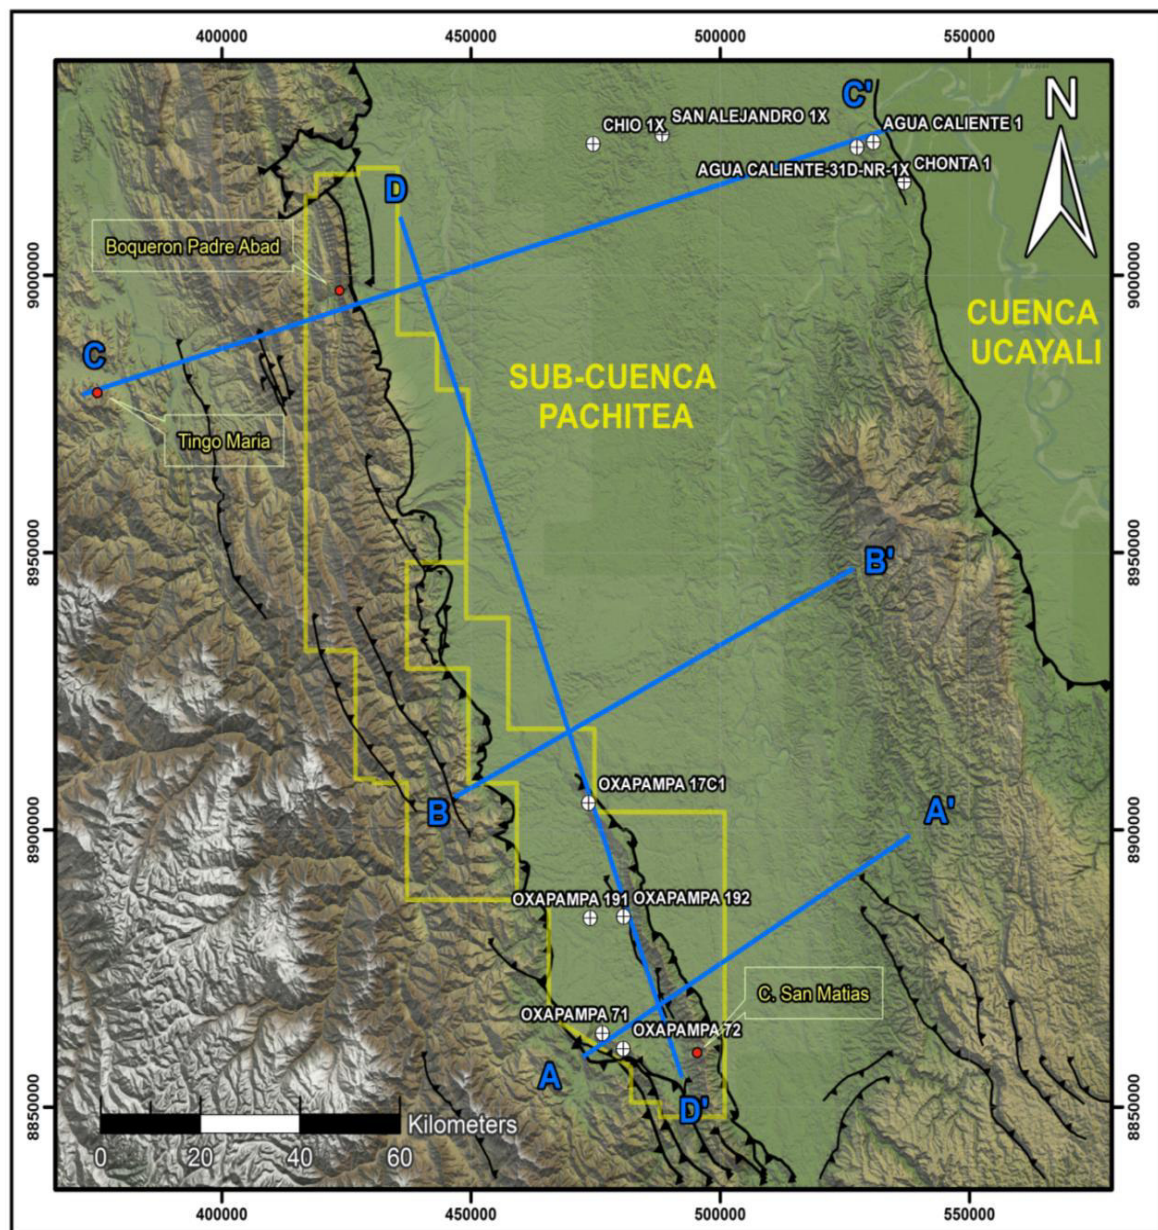 400000
450000
500000
550000
C'
N
CHIO 1X
SAN ALEJANDRO 1X
AGUA CALIENTE 1
AGUA CALIENTE-31D-NR-1X
CHONTA 1
D
Boqueron Padre Abad
9000000
9000000
CUENCA
UCAYALI
C
SUB-CUENCA
PACHITEA
Tingo Maria
8950000
8950000
B'
OXAPAMPA 17C1
B
A'
8900000
8900000
OXAPAMPA 191
OXAPAMPA 192
C. San Matias
OXAPAMPA 71
OXAPAMPA 72
A
D'
8850000
8850000
Kilometers
0
20
40
60
400000
450000
500000
550000